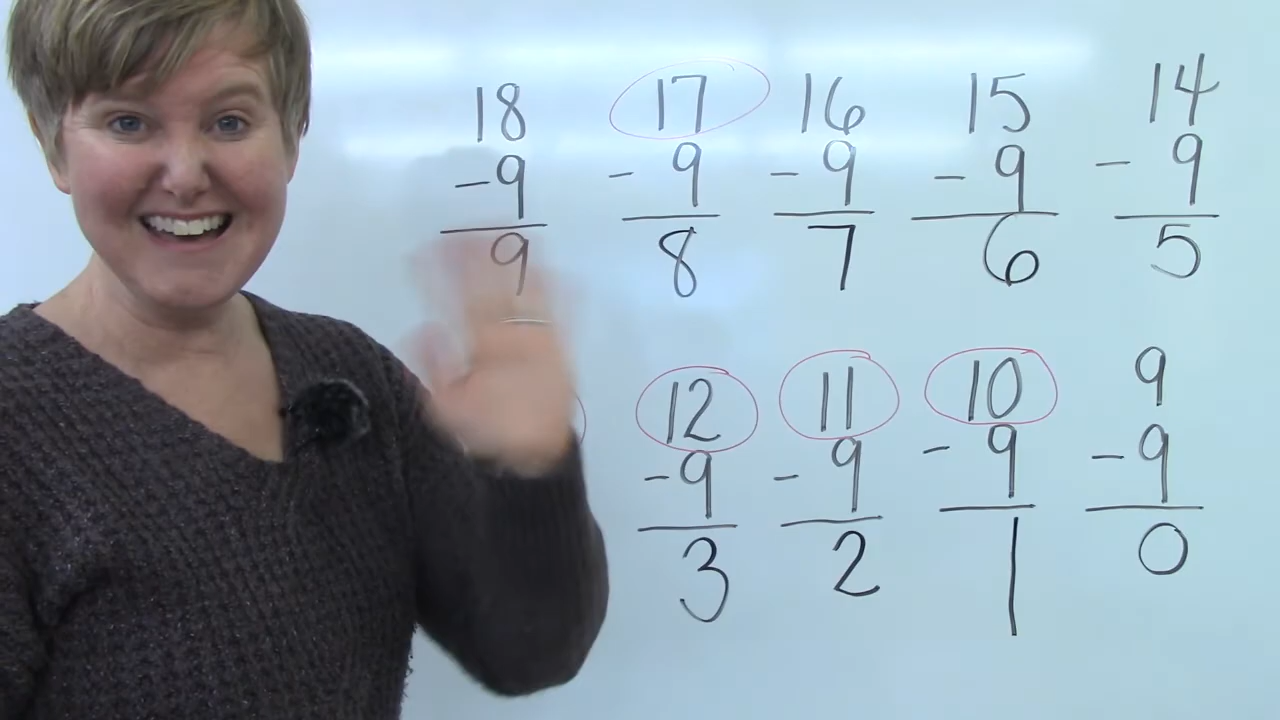 18 17 16 15 14
-9 - 9 - 9 - 9 - 9
9 8 7 6 5
12 11 10 9
-9 - 9 - 9 - 9
3 2 1 0